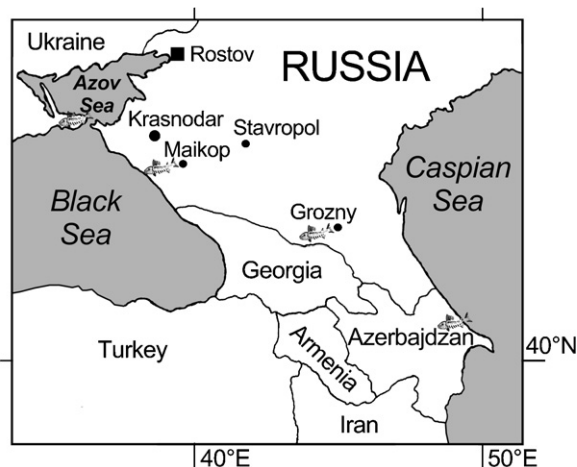 Ukraine
Rostov
RUSSIA
Azov
Sea
Krasnodar
Stavropol
Maikop
Caspian
Sea
Black
Sea
Grozny
Georgia
Azerbajdzan
Armenia
Turkey
Iran
40°N
40°E
50°E